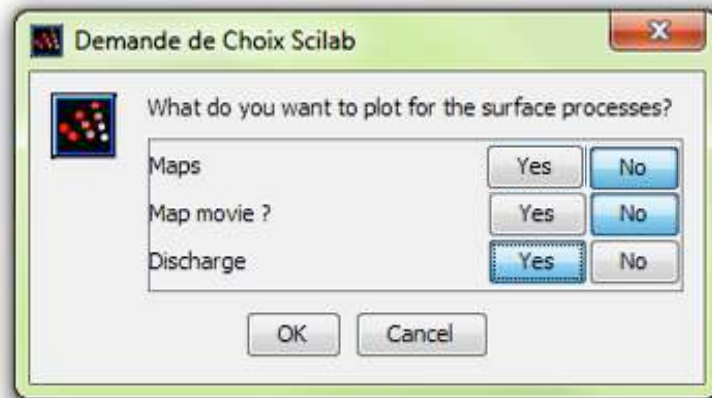 Demande de Choix Scilab
What do you want to plot for the surface processes?
Maps Yes No
Map movie ? Yes No
Discharge Yes No
OK Cancel